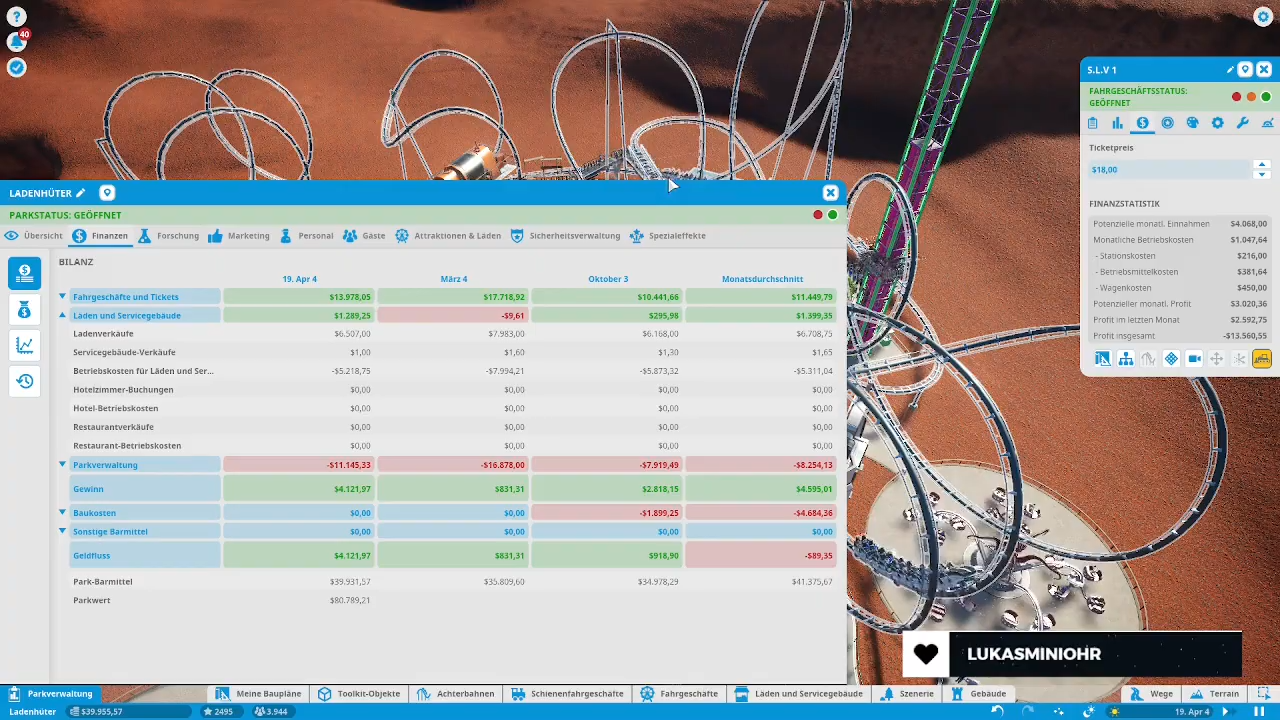 40
S.L.V 1
FAHRGESCHÄFTSSTATUS:
GEÖFFNET
Ticketpreis
$18,00
FINANZSTATISTIK
Potenzielle monatl. Einnahmen $4.068,00
Monatliche Betriebskosten $1.047,64
- Stationskosten $216,00
- Betriebsmittelkosten $381,64
- Wagenkosten $450,00
Potenzieller monatl. Profit $3.020,36
Profit im letzten Monat $2.592,75
Profit insgesamt -$13.560,55
LADENHÜTER
PARKSTATUS: GEÖFFNET
Übersicht Finanzen Forschung Marketing Personal Gäste Attraktionen & Läden Sicherheitsverwaltung Spezialeffekte
BILANZ
19. Apr 4 März 4 Oktober 3 Monatsdurchschnitt
Fahrgeschäfte und Tickets $13.978,05 $17.718,92 $10.441,66 $11.449,79
Läden und Servicegebäude $1.289,25 -$9,61 $295,98 $1.399,35
Ladenverkäufe $6.507,00 $7.983,00 $6.168,00 $6.708,75
Servicegebäude-Verkäufe $1,00 $1,60 $1,30 $1,65
Betriebskosten für Läden und Ser... -$5.218,75 -$7.994,21 -$5.873,32 -$5.311,04
Hotelzimmer-Buchungen $0,00 $0,00 $0,00 $0,00
Hotel-Betriebskosten $0,00 $0,00 $0,00 $0,00
Restaurantverkäufe $0,00 $0,00 $0,00 $0,00
Restaurant-Betriebskosten $0,00 $0,00 $0,00 $0,00
Parkverwaltung -$11.145,33 -$16.878,00 -$7.919,49 -$8.254,13
Gewinn $4.121,97 $831,31 $2.818,15 $4.595,01
Baukosten $0,00 $0,00 -$1.899,25 -$4.684,36
Sonstige Barmittel $0,00 $0,00 $0,00 $0,00
Geldfluss $4.121,97 $831,31 $918,90 -$89,35
Park-Barmittel $39.931,57 $35.809,60 $34.978,29 $41.375,67
Parkwert $80.789,21
LUKASMINIOHR
Parkverwaltung Meine Baupläne Toolkit-Objekte Achterbahnen Schienenfahrgeschäfte Fahrgeschäfte Läden und Servicegebäude Szenerie Gebäude Wege Terrain
Ladenhüter $39.955,57 2495 3.944 19. Apr 4